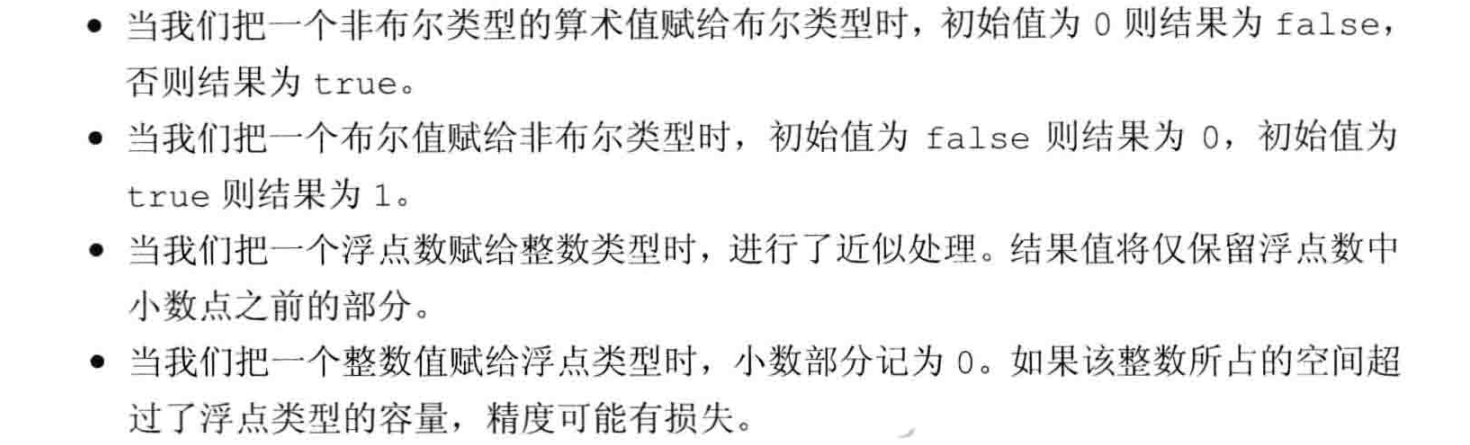 • 当我们把一个非布尔类型的算术值赋给布尔类型时，初始值为 0 则结果为 false，
否则结果为 true。
• 当我们把一个布尔值赋给非布尔类型时，初始值为 false 则结果为 0，初始值为
true 则结果为 1。
• 当我们把一个浮点数赋给整数类型时，进行了近似处理。结果值将仅保留浮点数中
小数点之前的部分。
• 当我们把一个整数值赋给浮点类型时，小数部分记为 0。如果该整数所占的空间超
过了浮点类型的容量，精度可能有损失。